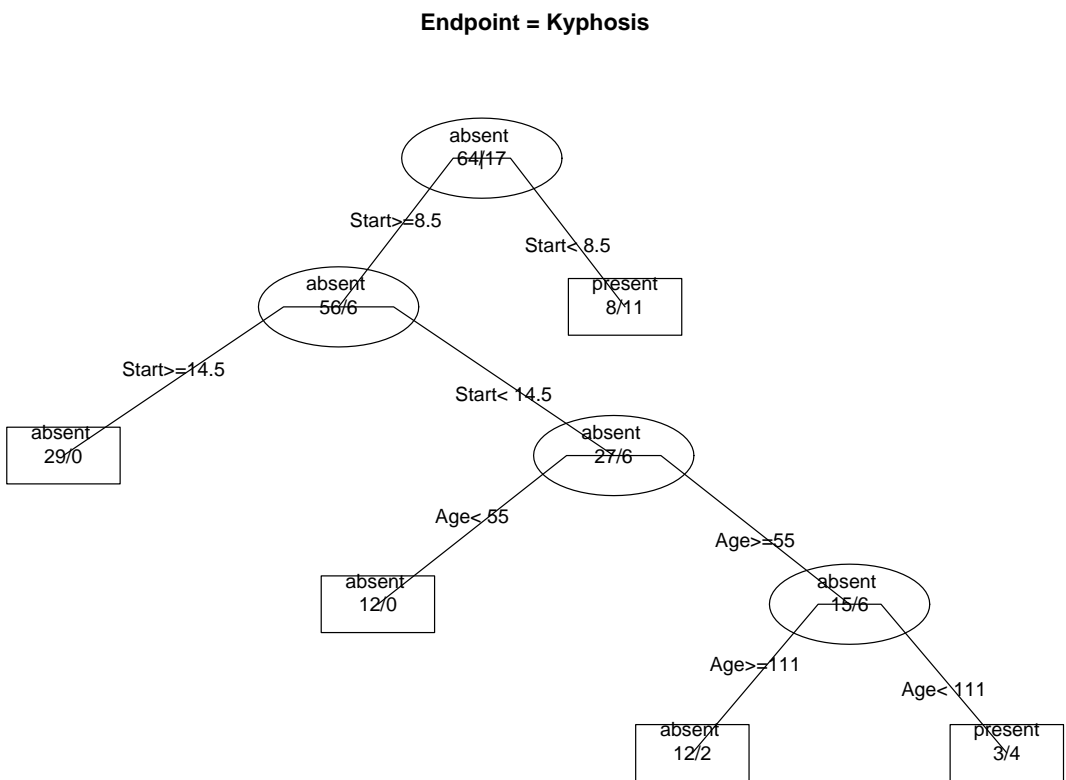 Endpoint = Kyphosis
absent
64/17
Start>=8.5
Start< 8.5
absent
56/6
present
8/11
Start>=14.5
Start< 14.5
absent
29/0
absent
27/6
Age< 55
Age>=55
absent
12/0
absent
15/6
Age>=111
Age< 111
absent
12/2
present
3/4